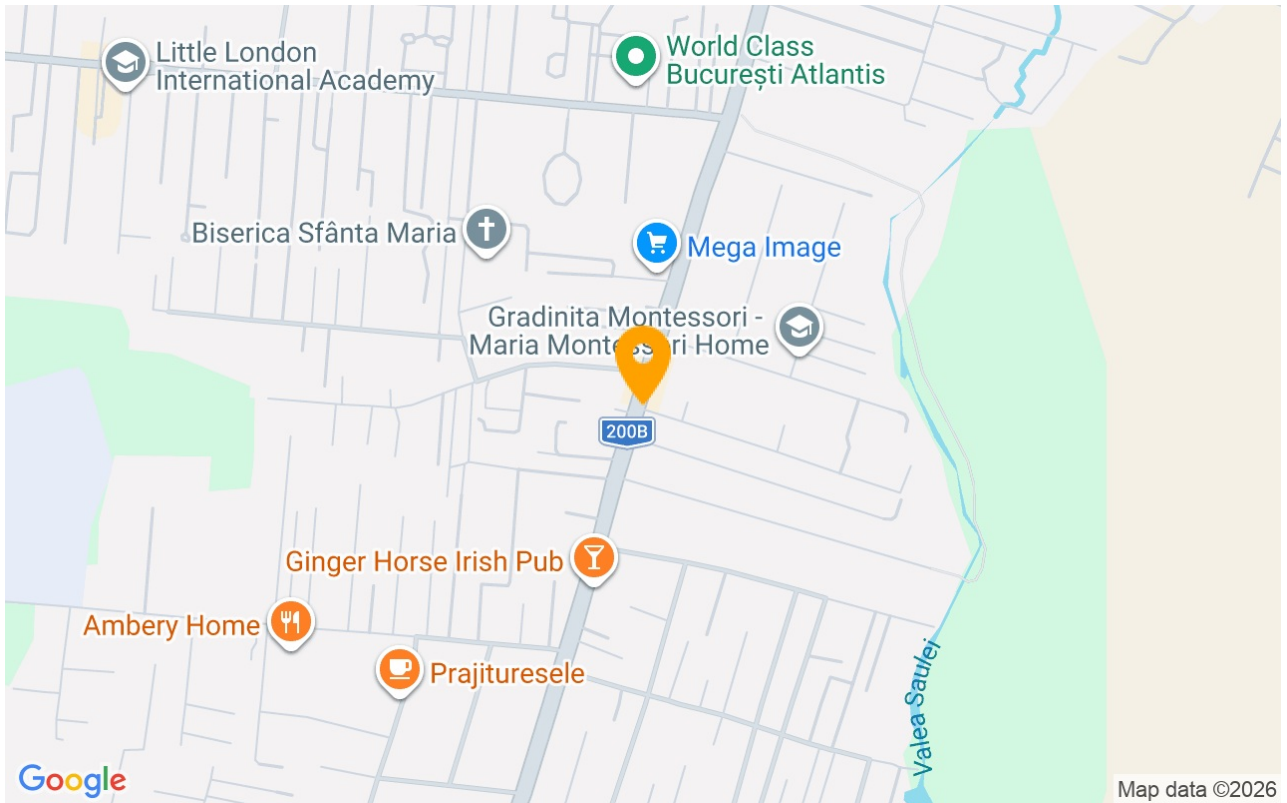 Little London
International Academy
World Class
București Atlantis
Biserica Sfânta Maria
Mega Image
Gradinita Montessori -
Maria Montessori Home
200B
Ginger Horse Irish Pub
Ambery Home
Prajituresele
Valea Saulei
Google
Map data ©2026